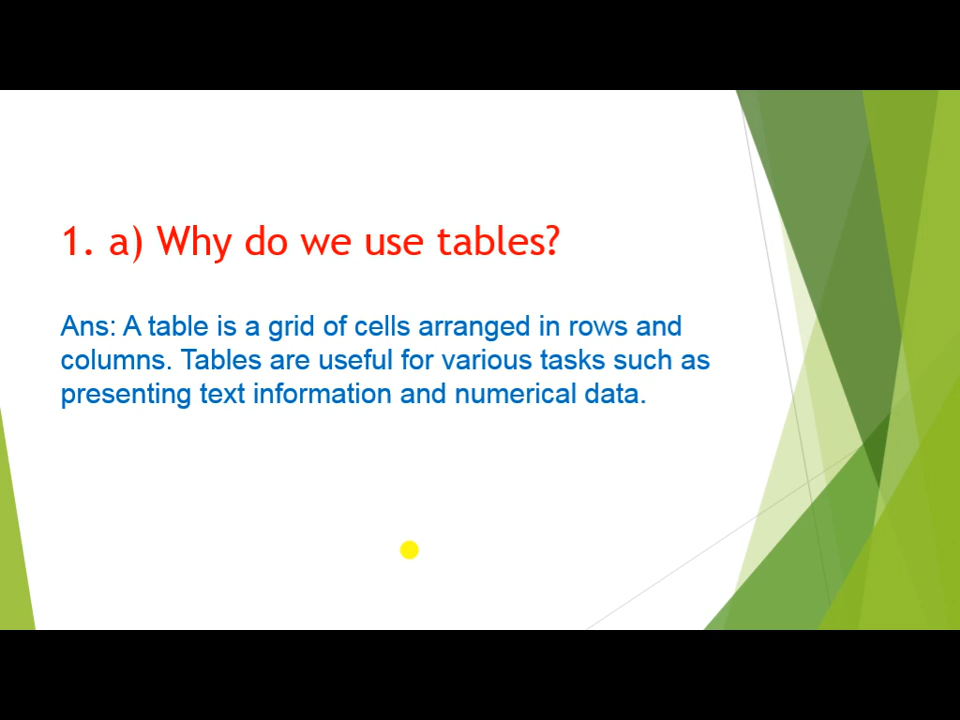 1. a) Why do we use tables?
Ans: A table is a grid of cells arranged in rows and
columns. Tables are useful for various tasks such as
presenting text information and numerical data.